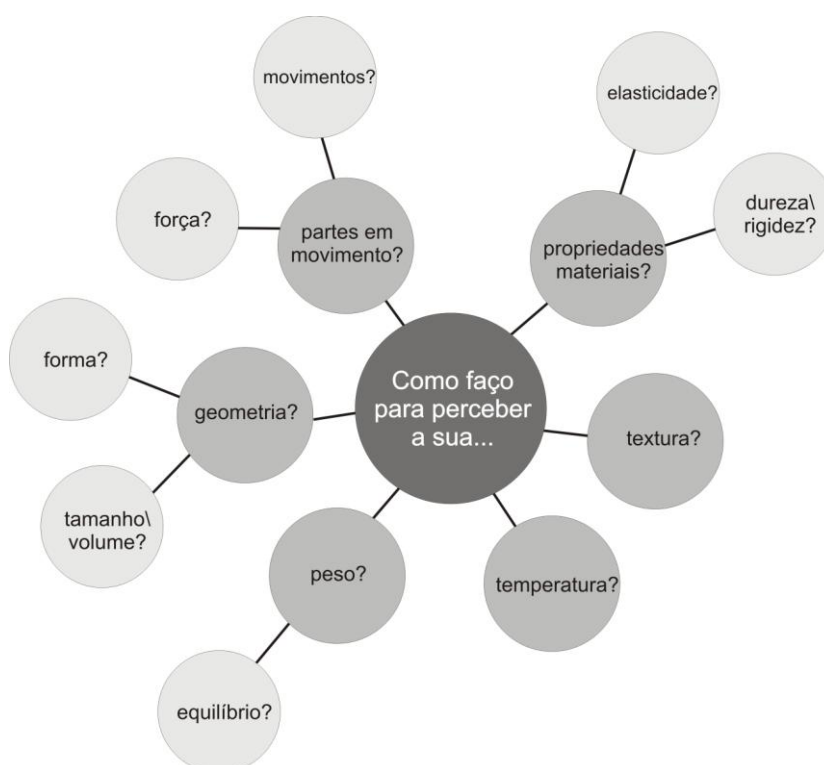 movimentos?
elasticidade?
força?
partes em
movimento?
propriedades
materiais?
dureza\
rigidez?
forma?
geometria?
Como faço
para perceber
a sua...
textura?
tamanho\
volume?
peso?
temperatura?
equilíbrio?